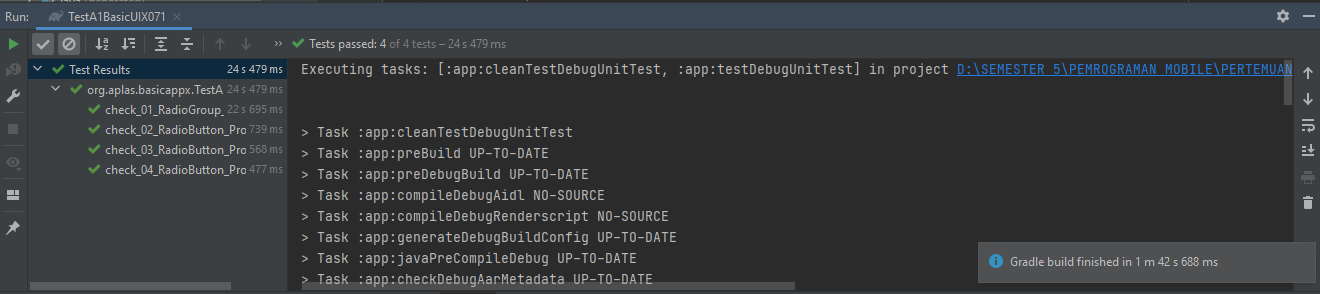 Run: TestA1BasicUIX071
Tests passed: 4 of 4 tests – 24 s 479 ms
Test Results 24 s 479 ms
org.aplas.basicappx.TestA 24 s 479 ms
check_01_RadioGroup_ 22 s 695 ms
check_02_RadioButton_Pro 739 ms
check_03_RadioButton_Pro 568 ms
check_04_RadioButton_Pro 477 ms
Executing tasks: [:app:cleanTestDebugUnitTest, :app:testDebugUnitTest] in project D:\SEMESTER 5\PEMROGRAMAN MOBILE\PERTEMUAN
> Task :app:cleanTestDebugUnitTest
> Task :app:preBuild UP-TO-DATE
> Task :app:preDebugBuild UP-TO-DATE
> Task :app:compileDebugAidl NO-SOURCE
> Task :app:compileDebugRenderscript NO-SOURCE
> Task :app:generateDebugBuildConfig UP-TO-DATE
> Task :app:javaPreCompileDebug UP-TO-DATE
> Task :app:checkDebugAarMetadata UP-TO-DATE
Gradle build finished in 1 m 42 s 688 ms